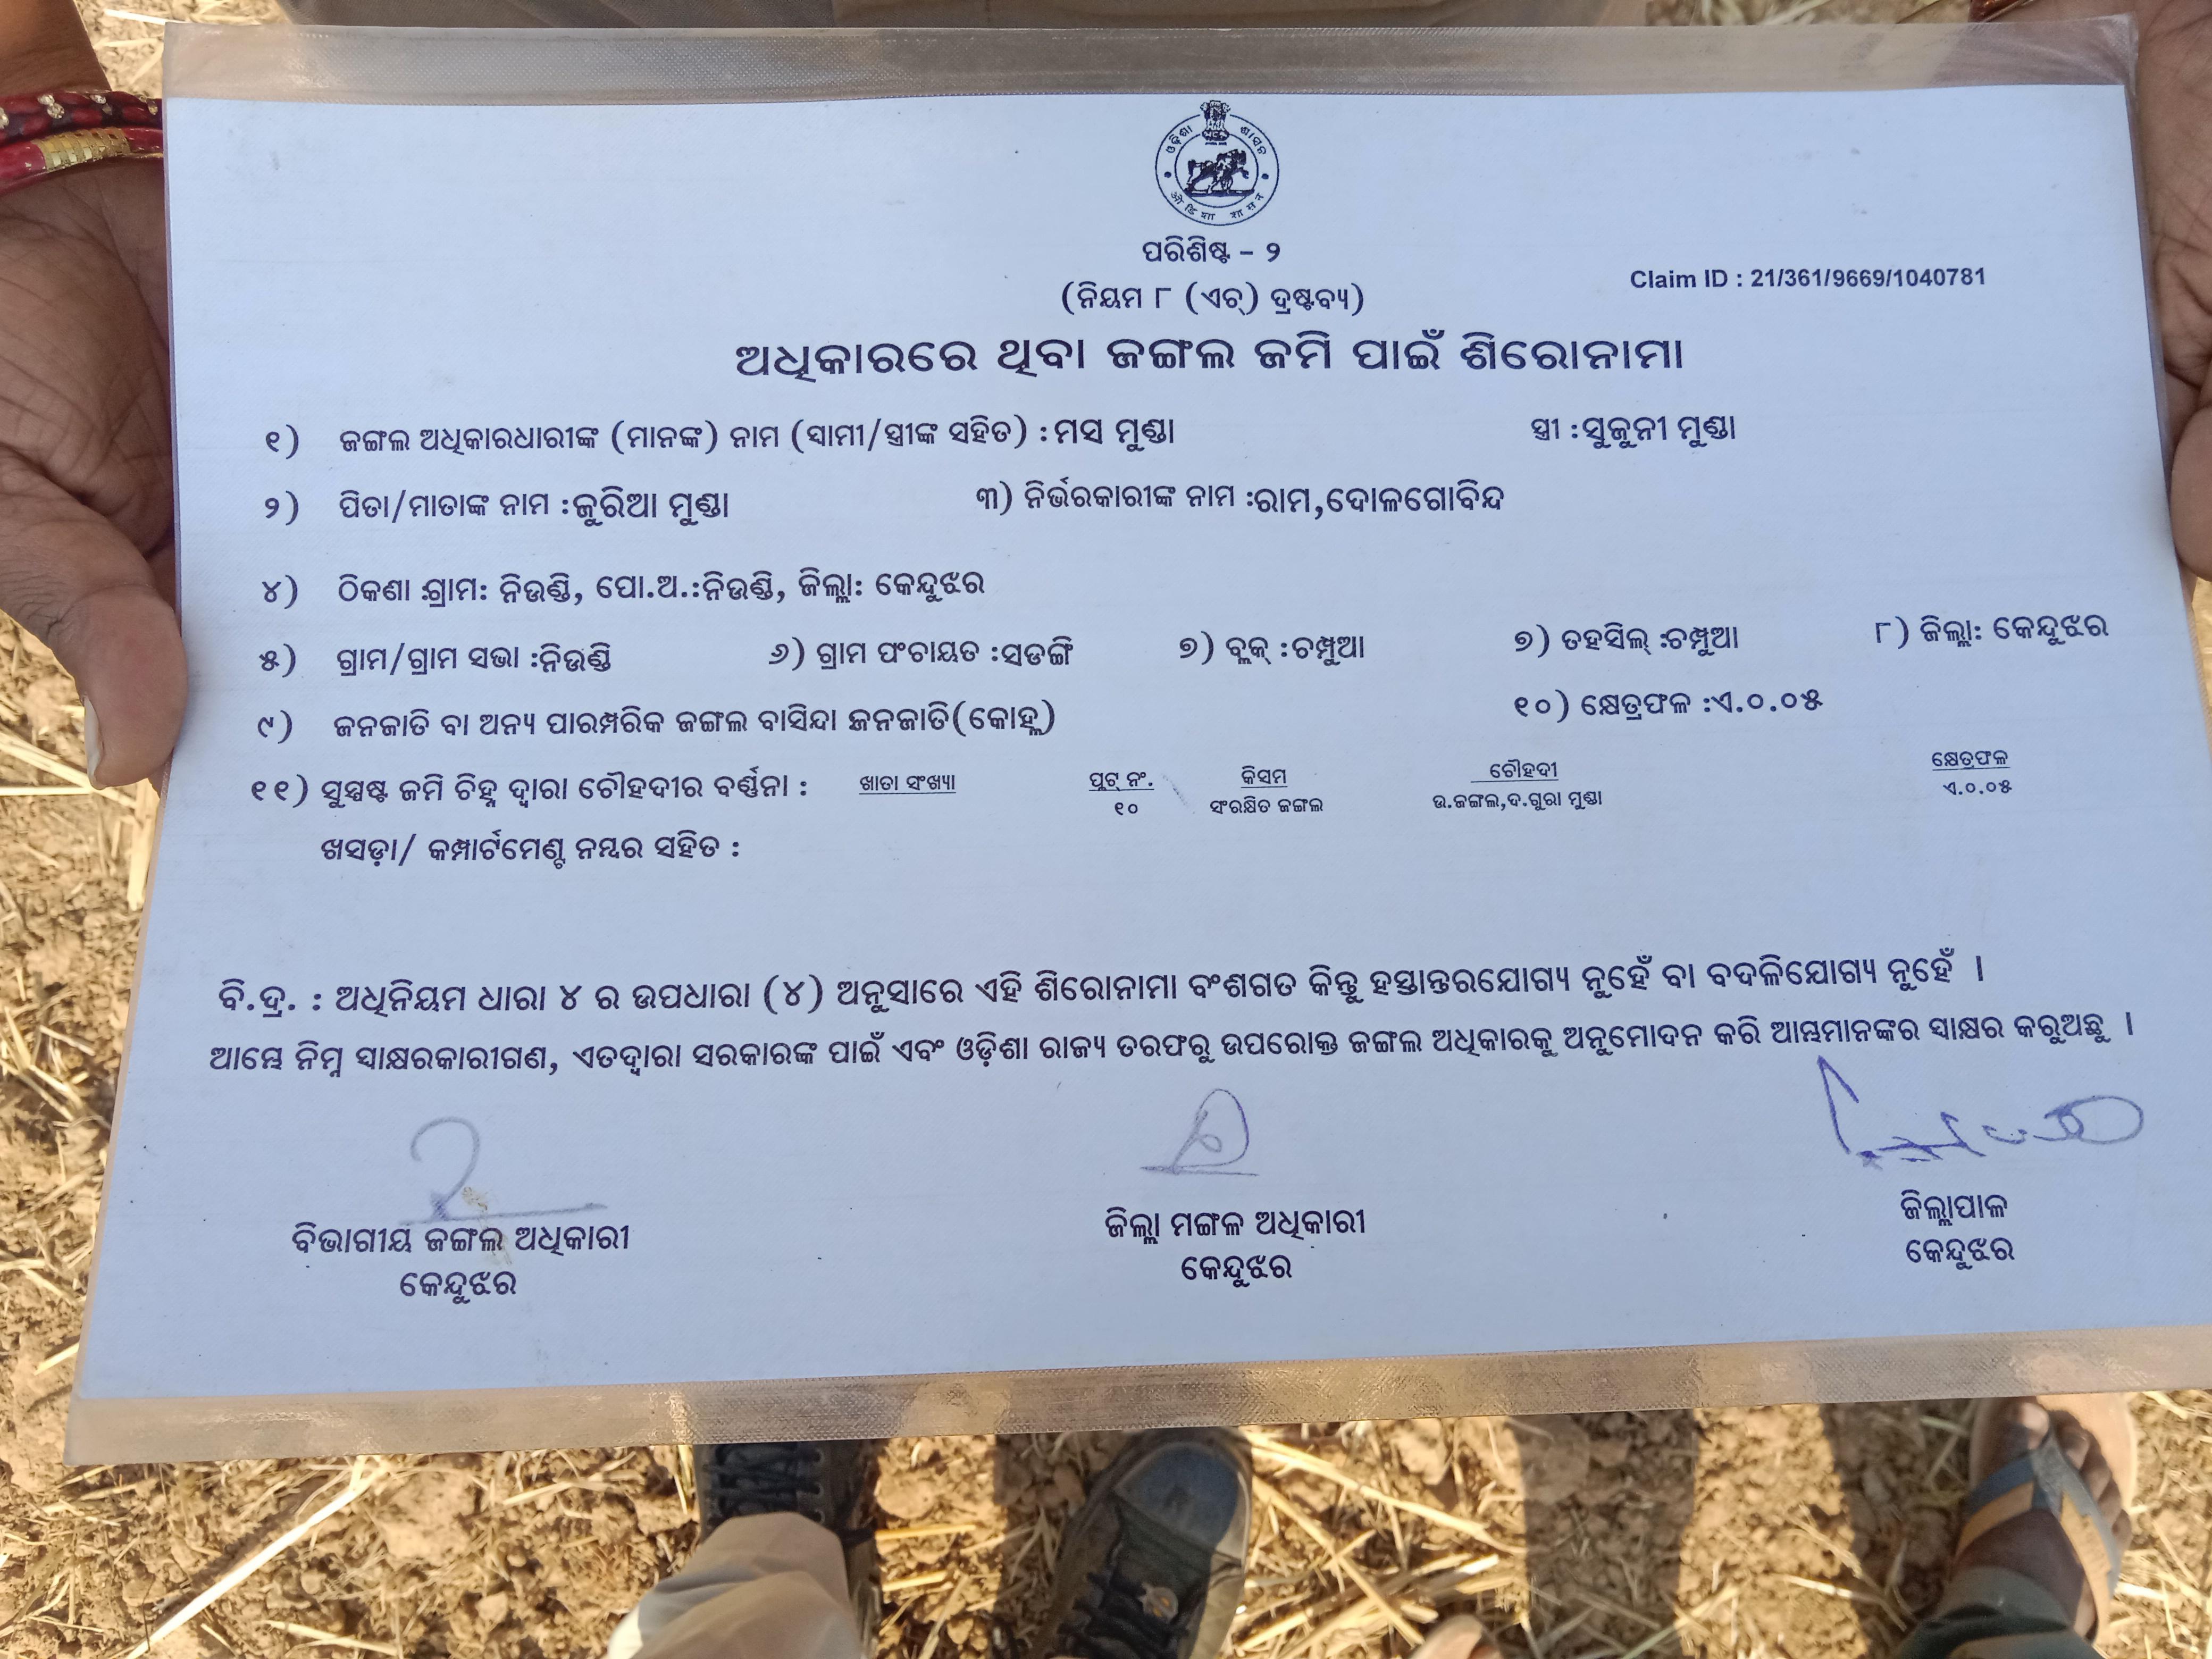 ଓଡ଼ିଶା ଶାସନ
ओडिशा शासन
ପରିଶିଷ୍ଟ – ୨
(ନିୟମ ୮ (ଏଚ୍) ଦ୍ରଷ୍ଟବ୍ୟ)
Claim ID : 21/361/9669/1040781
ଅଧିକାରରେ ଥିବା ଜଙ୍ଗଲ ଜମି ପାଇଁ ଶିରୋନାମା
୧) ଜଙ୍ଗଲ ଅଧିକାରଧାରୀଙ୍କ (ମାନଙ୍କ) ନାମ (ସ୍ୱାମୀ/ସ୍ତ୍ରୀଙ୍କ ସହିତ) : ମସ ମୁଣ୍ଡା ସ୍ତ୍ରୀ : ସୁକୁନୀ ମୁଣ୍ଡା
୨) ପିତା/ମାତାଙ୍କ ନାମ : କୁରିଆ ମୁଣ୍ଡା ୩) ନିର୍ଭରକାରୀଙ୍କ ନାମ : ରାମ,ଦୋଳଗୋବିନ୍ଦ
୪) ଠିକଣା :ଗ୍ରାମ: ନିଉଣ୍ଡି, ପୋ.ଅ.:ନିଉଣ୍ଡି, ଜିଲ୍ଲା: କେନ୍ଦୁଝର
୫) ଗ୍ରାମ/ଗ୍ରାମ ସଭା :ନିଉଣ୍ଡି ୬) ଗ୍ରାମ ପଂଚାୟତ :ସଡଙ୍ଗି ୭) ବ୍ଲକ୍ :ଚମ୍ପୁଆ ୭) ତହସିଲ୍ :ଚମ୍ପୁଆ ୮) ଜିଲ୍ଲା: କେନ୍ଦୁଝର
୯) ଜନଜାତି ବା ଅନ୍ୟ ପାରମ୍ପରିକ ଜଙ୍ଗଲ ବାସିନ୍ଦା ଜନଜାତି(କୋହ୍ଲ) ୧୦) କ୍ଷେତ୍ରଫଳ :ଏ.୦.୦୫
୧୧) ସୁସ୍ପଷ୍ଟ ଜମି ଚିହ୍ନ ଦ୍ୱାରା ଚୌହଦୀର ବର୍ଣ୍ଣନା : ଖାତା ସଂଖ୍ୟା ପ୍ଲଟ୍ ନଂ. କିସମ ଚୌହଦୀ କ୍ଷେତ୍ରଫଳ
୧୦ ସଂରକ୍ଷିତ ଜଙ୍ଗଲ ଉ.ଜଙ୍ଗଲ,ଦ.ଗୁରା ମୁଣ୍ଡା ଏ.୦.୦୫
ଖସଡ଼ା/ କମ୍ପାର୍ଟମେଣ୍ଟ ନମ୍ବର ସହିତ :
ବି.ଦ୍ର. : ଅଧିନିୟମ ଧାରା ୪ ର ଉପଧାରା (୪) ଅନୁସାରେ ଏହି ଶିରୋନାମା ବଂଶଗତ କିନ୍ତୁ ହସ୍ତାନ୍ତରଯୋଗ୍ୟ ନୁହେଁ ବା ବଦଳିଯୋଗ୍ୟ ନୁହେଁ ।
ଆମ୍ଭେ ନିମ୍ନ ସ୍ୱାକ୍ଷରକାରୀଗଣ, ଏତଦ୍ୱାରା ସରକାରଙ୍କ ପାଇଁ ଏବଂ ଓଡ଼ିଶା ରାଜ୍ୟ ତରଫରୁ ଉପରୋକ୍ତ ଜଙ୍ଗଲ ଅଧିକାରକୁ ଅନୁମୋଦନ କରି ଆମ୍ଭମାନଙ୍କର ସ୍ୱାକ୍ଷର କରୁଅଛୁ ।
ବିଭାଗୀୟ ଜଙ୍ଗଲ ଅଧିକାରୀ ଜିଲ୍ଲା ମଙ୍ଗଳ ଅଧିକାରୀ ଜିଲ୍ଲାପାଳ
କେନ୍ଦୁଝର କେନ୍ଦୁଝର କେନ୍ଦୁଝର